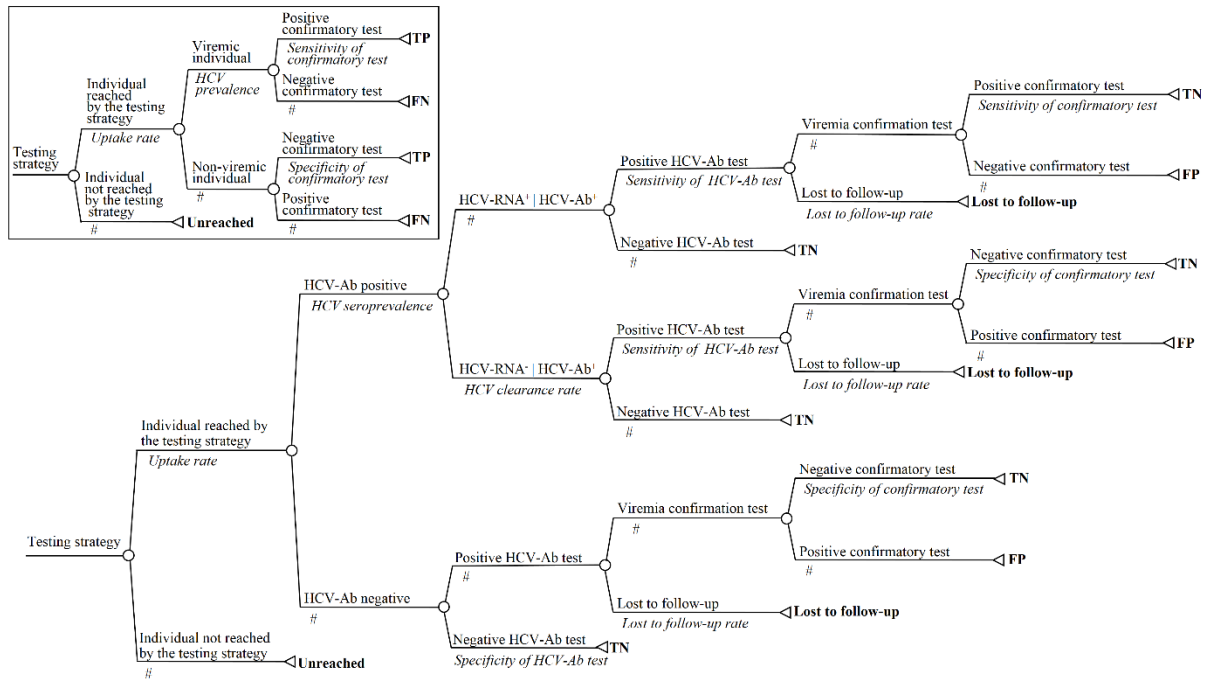 Positive
confirmatory test
Sensitivity of
confirmatory test
TP
Viremic
individual
HCV
prevalence
Negative
confirmatory test
#
FN
Individual
reached
by the testing
strategy
Uptake rate
Negative
confirmatory test
Specificity of
confirmatory test
TP
Testing
strategy
Non-viremic
individual
#
Positive
confirmatory test
#
FN
Individual
not reached
by the testing
strategy
#
Unreached
Positive confirmatory test
Sensitivity of confirmatory test
TN
Viremia confirmation test
#
Positive HCV-Ab test
Sensitivity of HCV-Ab test
Negative confirmatory test
#
FP
HCV-RNA⁺ | HCV-Ab⁺
#
Lost to follow-up
Lost to follow-up rate
Lost to follow-up
Negative HCV-Ab test
#
TN
Negative confirmatory test
Specificity of confirmatory test
TN
HCV-Ab positive
HCV seroprevalence
Viremia confirmation test
#
Positive HCV-Ab test
Sensitivity of HCV-Ab test
Positive confirmatory test
#
FP
HCV-RNA⁻ | HCV-Ab⁺
HCV clearance rate
Lost to follow-up
Lost to follow-up rate
Lost to follow-up
Negative HCV-Ab test
#
TN
Individual reached by
the testing strategy
Uptake rate
Negative confirmatory test
Specificity of confirmatory test
TN
Viremia confirmation test
#
Testing strategy
Positive HCV-Ab test
#
Positive confirmatory test
#
FP
HCV-Ab negative
#
Lost to follow-up
Lost to follow-up rate
Lost to follow-up
Individual not reached
by the testing strategy
#
Unreached
Negative HCV-Ab test
Specificity of HCV-Ab test
TN